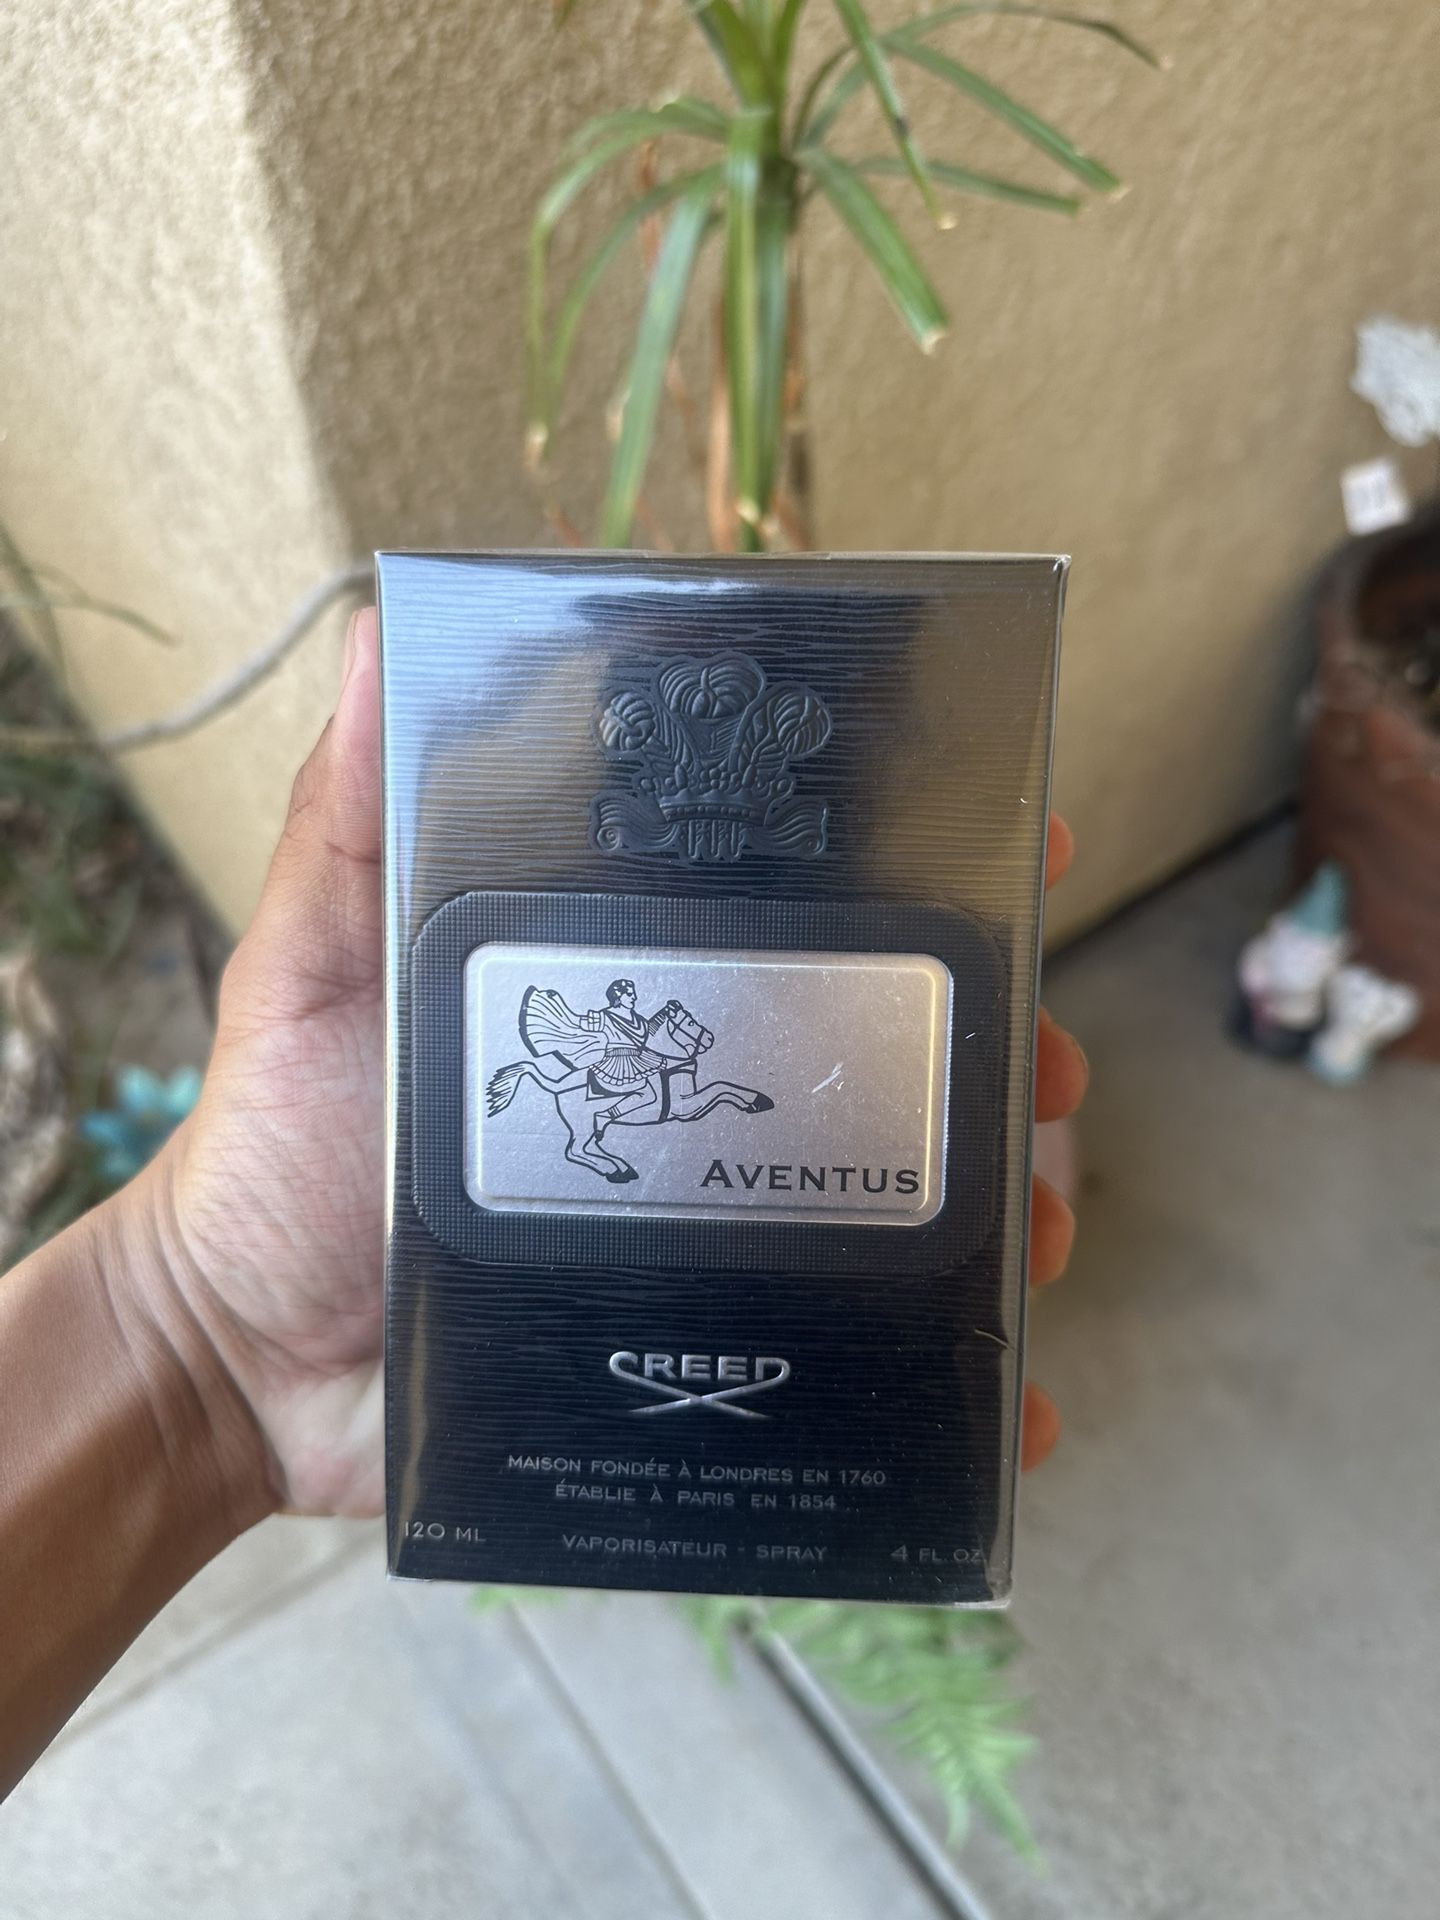 AVENTUS
CREED
MAISON FONDÉE À LONDRES EN 1760
ÉTABLIE À PARIS EN 1854
120 ML VAPORISATEUR - SPRAY 4 FL. OZ